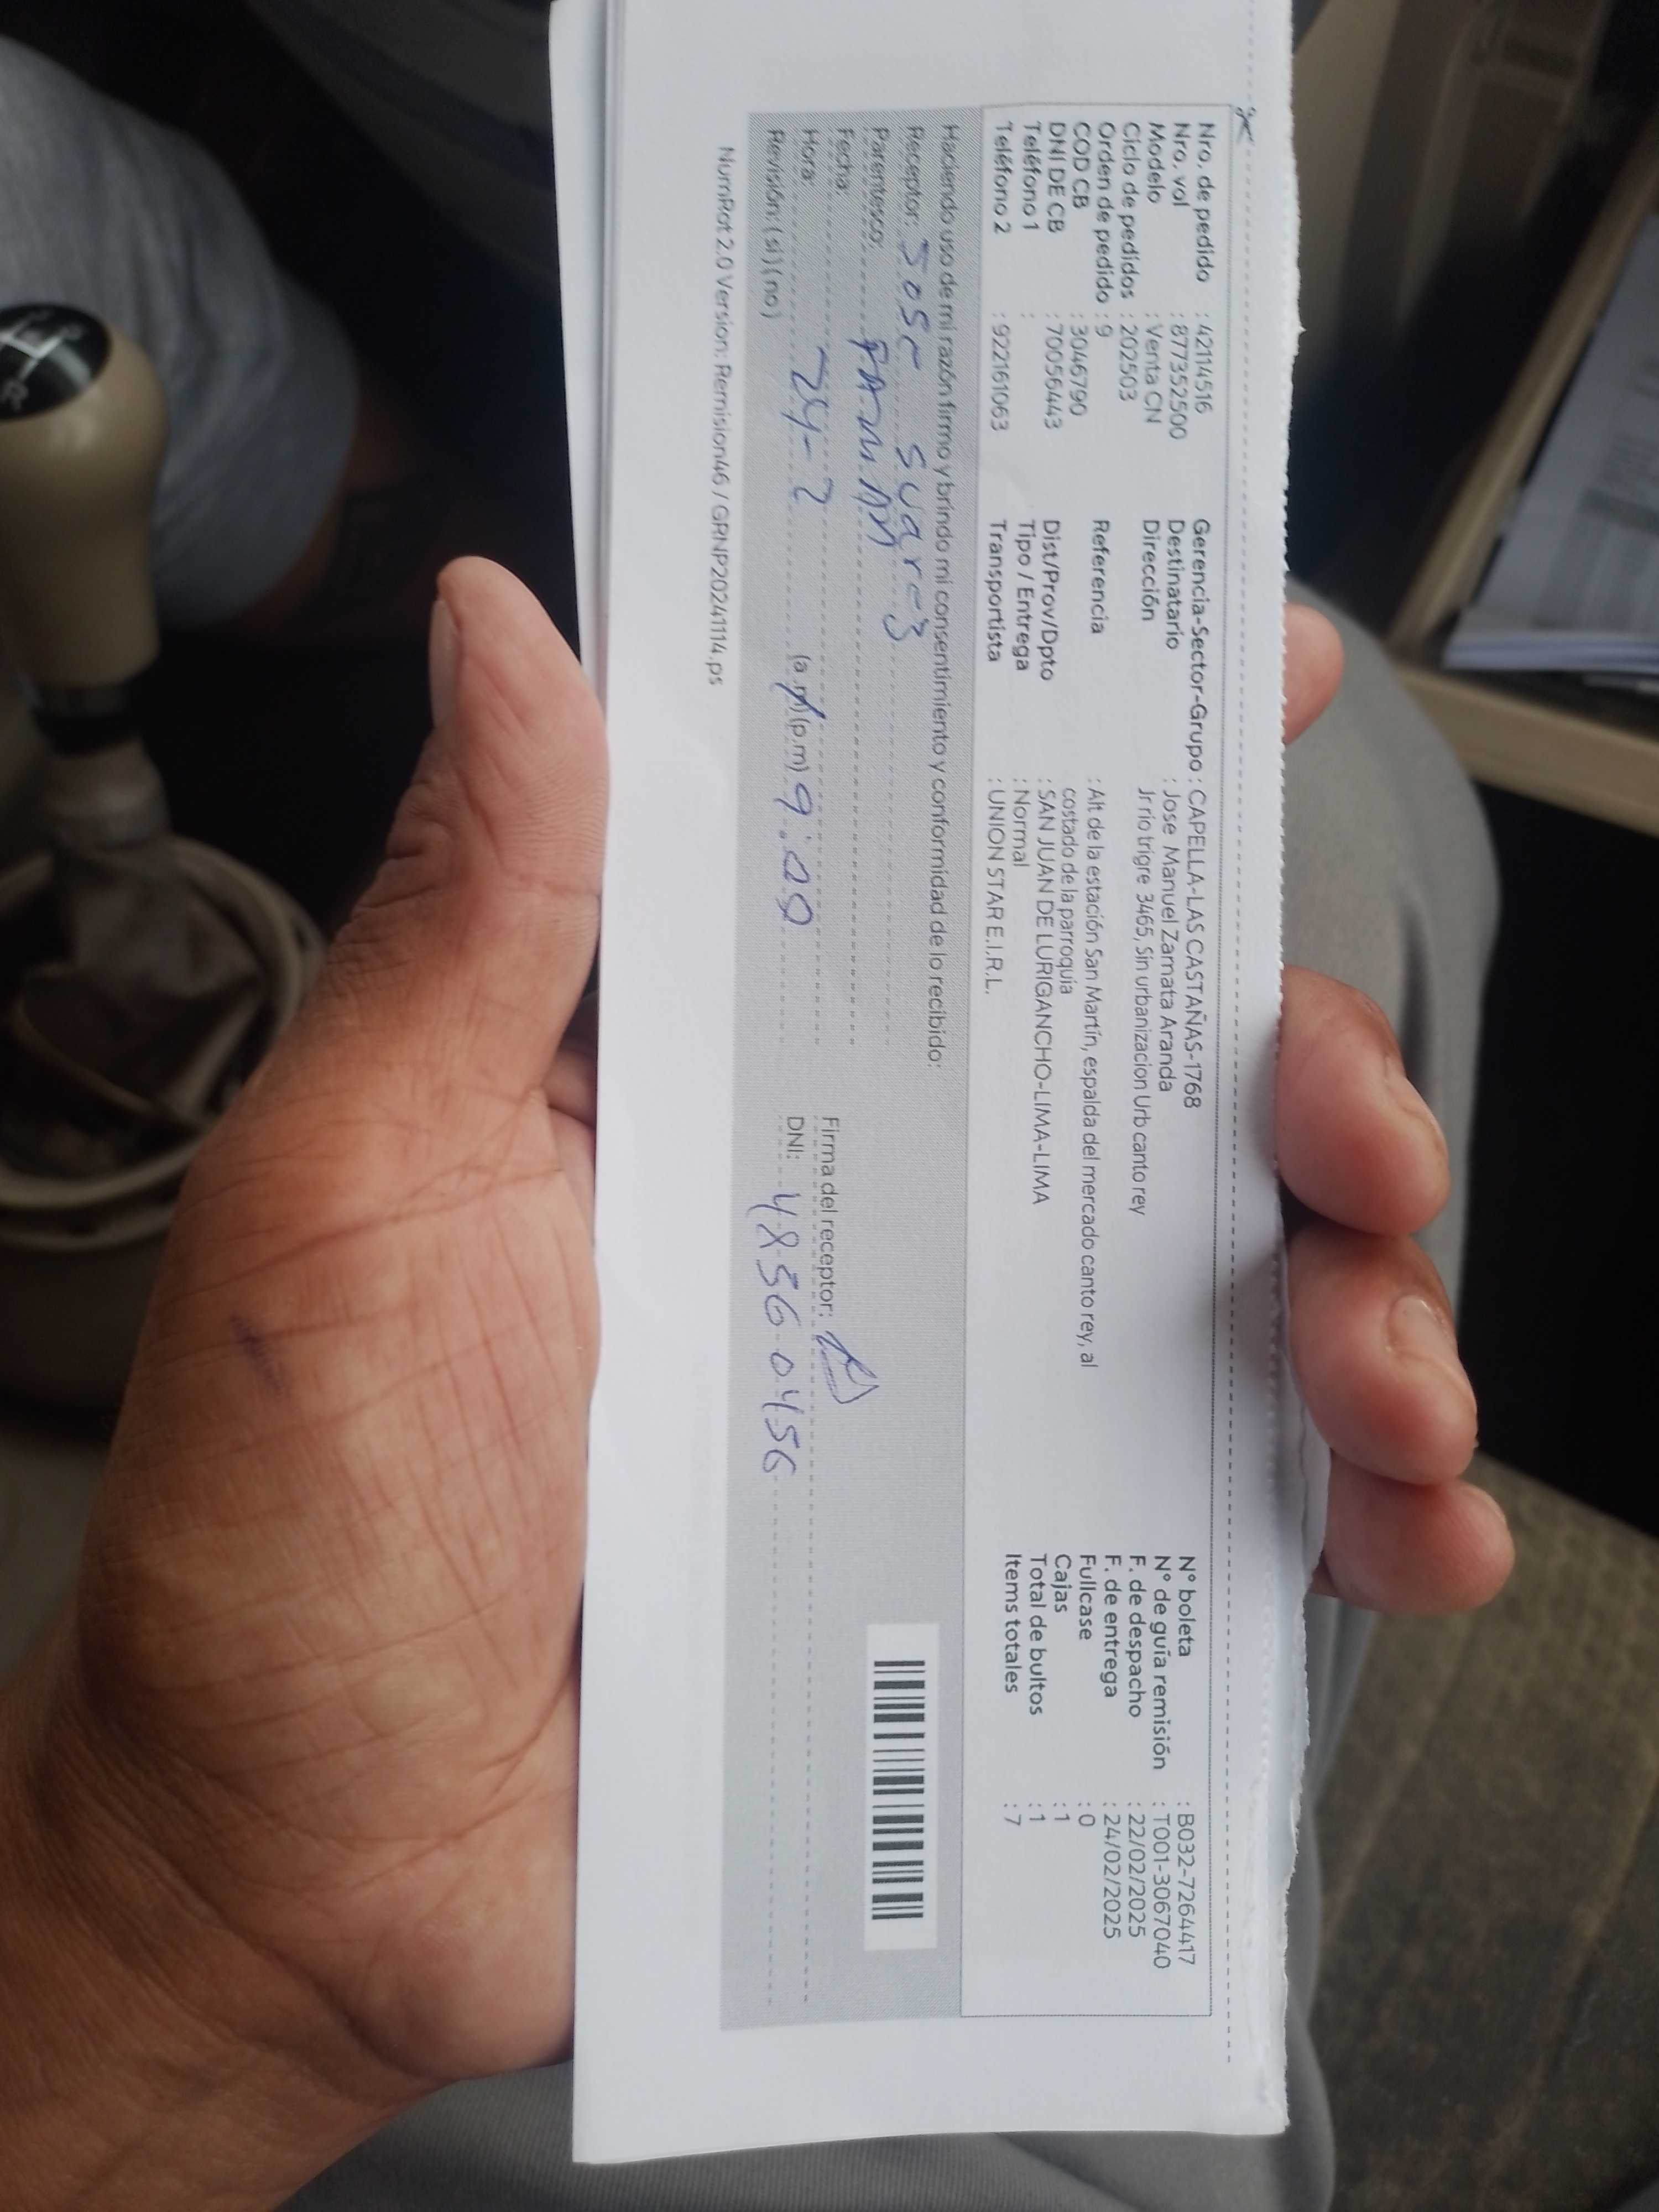 Nro. de pedido : 42114516
Nro. vol : 877352500
Modelo : Venta CN
Ciclo de pedidos : 202503
Orden de pedido : 9
COD CB : 3046790
DNI DE CB : 70056443
Teléfono 1 :
Teléfono 2 : 922161063
Gerencia-Sector-Grupo : CAPELLA-LAS CASTAÑAS-1768
Destinatario : Jose Manuel Zamata Aranda
Dirección Jr rio trigre 3465, Sin urbanizacion Urb canto rey
Referencia : Alt de la estación San Martín, espalda del mercado canto rey, al
costado de la parroquia
Dist/Prov/Dpto : SAN JUAN DE LURIGANCHO-LIMA-LIMA
Tipo / Entrega : Normal
Transportista : UNION STAR E.I.R.L.
N° boleta : B032-7264417
N° de guía remisión : T001-3067040
F. de despacho : 22/02/2025
F. de entrega : 24/02/2025
Fullcase : 0
Cajas : 1
Total de bultos : 1
Items totales : 7
Haciendo uso de mi razón firmo y brindo mi consentimiento y conformidad de lo recibido:
Receptor: Jose Suarez
Parentesco:
Fecha: 24-2
Hora: (a.m) (p.m) 9:00
Revisión: (si) (no)
Firma del receptor:
DNI: 4856 0456
NumRot 2.0 Version: Remision46 / GRNP20241114.ps
R